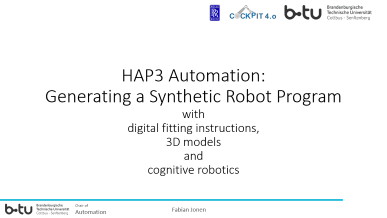 COCKPIT 4.0
b-tu
Brandenburgische
Technische Universität
Cottbus - Senftenberg
HAP3 Automation:
Generating a Synthetic Robot Program
with
digital fitting instructions,
3D models
and
cognitive robotics
b-tu
Brandenburgische
Technische Universität
Cottbus - Senftenberg
Chair of
Automation
Fabian Jonen